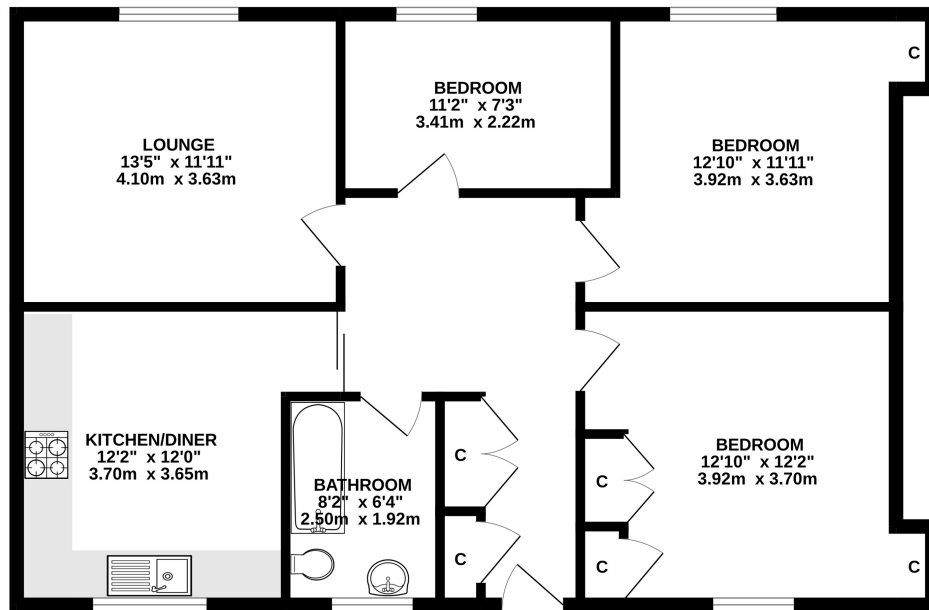 LOUNGE
13'5" x 11'11"
4.10m x 3.63m
BEDROOM
11'2" x 7'3"
3.41m x 2.22m
BEDROOM
12'10" x 11'11"
3.92m x 3.63m
C
KITCHEN/DINER
12'2" x 12'0"
3.70m x 3.65m
BATHROOM
8'2" x 6'4"
2.50m x 1.92m
C
C
BEDROOM
12'10" x 12'2"
3.92m x 3.70m
C
C
C